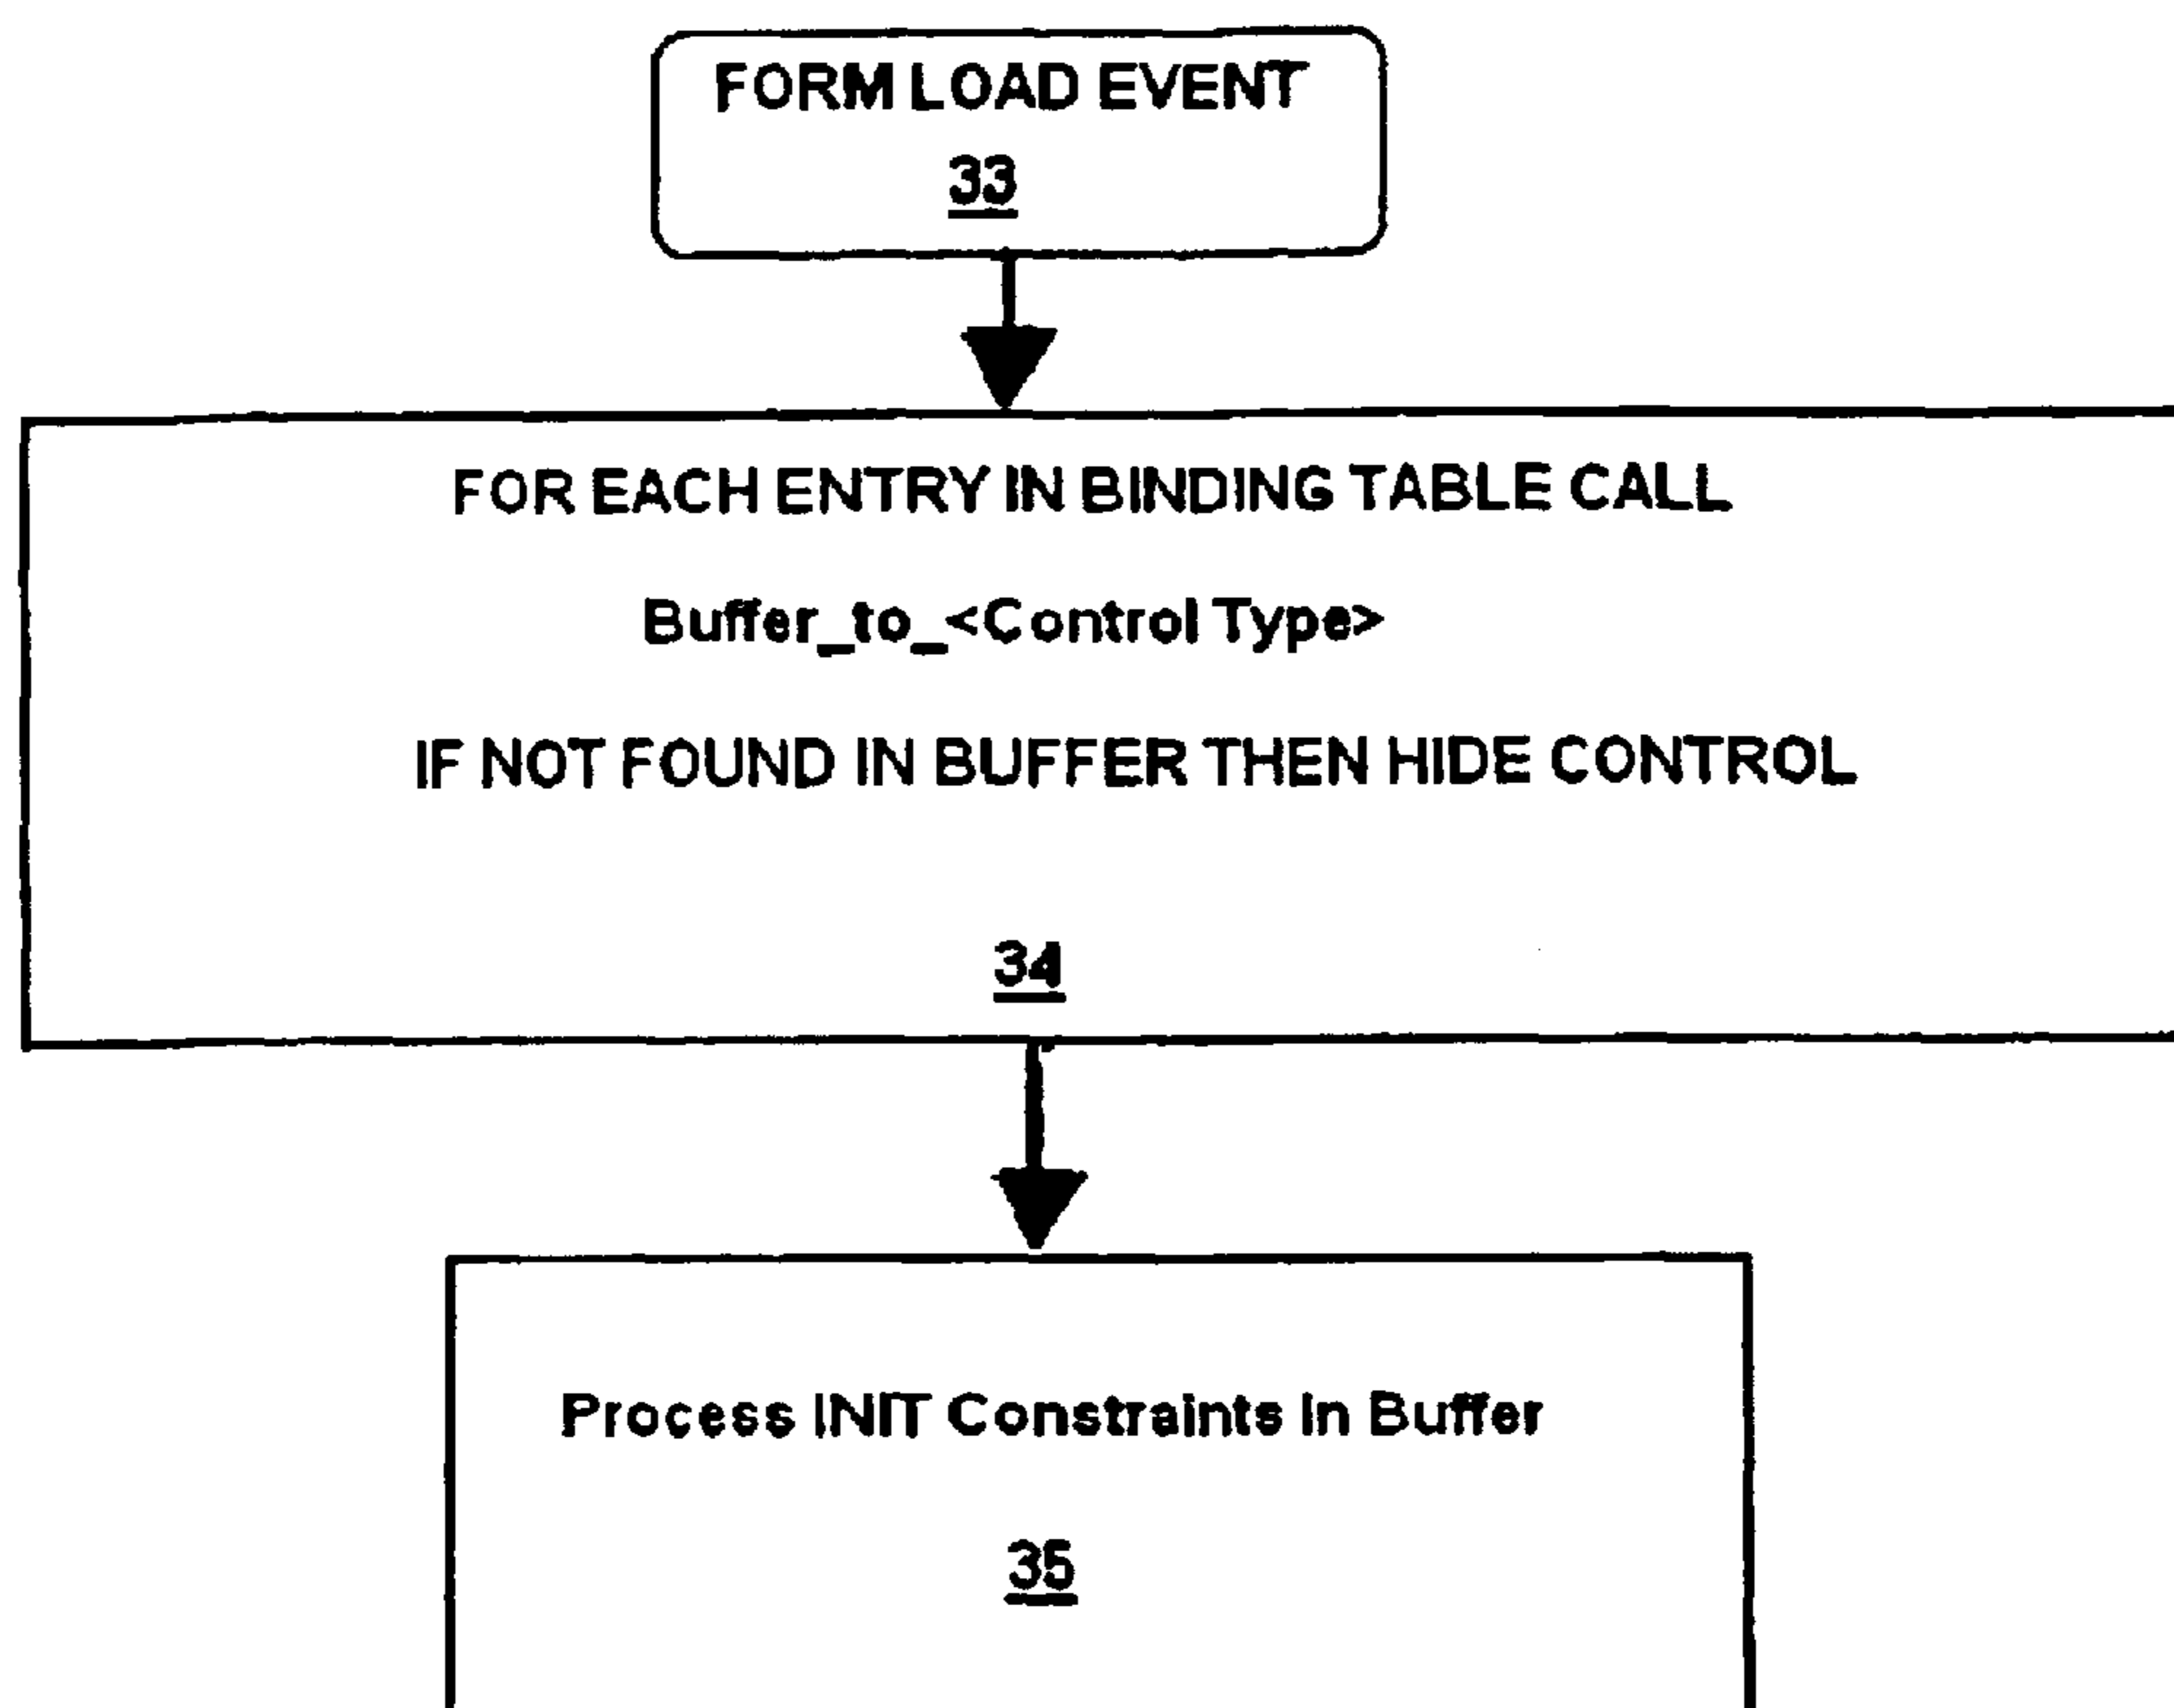 FORM LOAD EVENT
33
FOR EACH ENTRY IN BINDING TABLE CALL
Buffer_to_<Control Type>
IF NOT FOUND IN BUFFER THEN HIDE CONTROL
34
Process INIT Constraints In Buffer
35